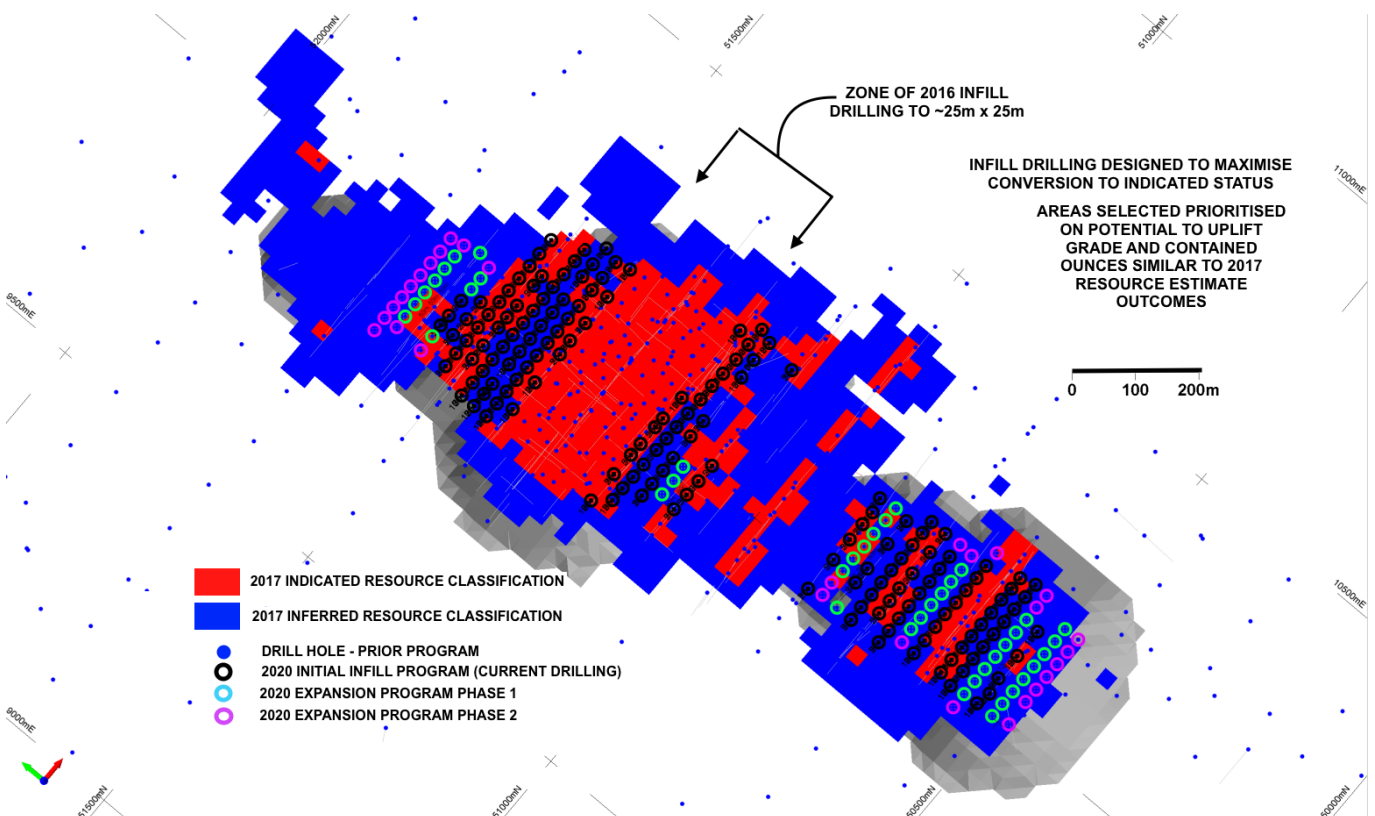 52000mN
51500mN
51000mN
ZONE OF 2016 INFILL
DRILLING TO ~25m x 25m
INFILL DRILLING DESIGNED TO MAXIMISE
CONVERSION TO INDICATED STATUS
11000mE
AREAS SELECTED PRIORITISED
ON POTENTIAL TO UPLIFT
GRADE AND CONTAINED
OUNCES SIMILAR TO 2017
RESOURCE ESTIMATE
OUTCOMES
9500mE
0 100 200m
2017 INDICATED RESOURCE CLASSIFICATION
2017 INFERRED RESOURCE CLASSIFICATION
10500mE
DRILL HOLE - PRIOR PROGRAM
2020 INITIAL INFILL PROGRAM (CURRENT DRILLING)
2020 EXPANSION PROGRAM PHASE 1
2020 EXPANSION PROGRAM PHASE 2
9000mE
51500mN
51000mN
50500mN
50000mN